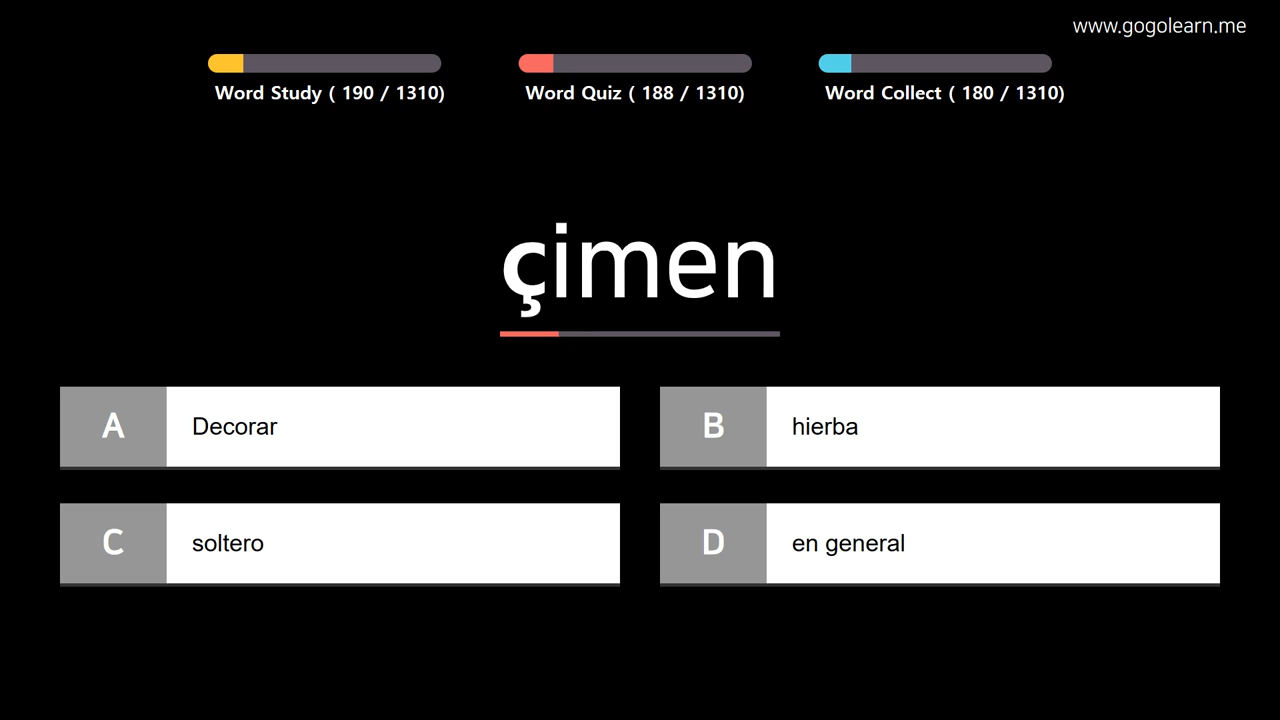 www.gogolearn.me
Word Study ( 190 / 1310)
Word Quiz ( 188 / 1310)
Word Collect ( 180 / 1310)
çimen
A Decorar
B hierba
C soltero
D en general